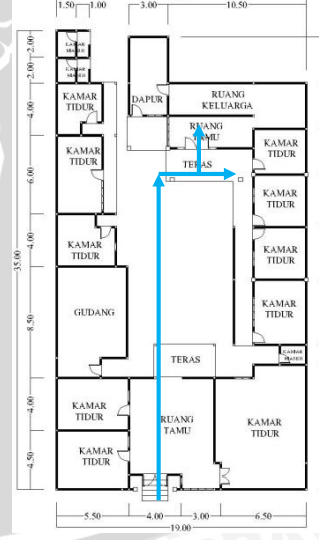 1.50 1.00 3.00 10.50
2.00
2.00
4.00
6.00
4.00
35.00
8.50
4.00
4.50
KAMAR
MANDI
KAMAR
MANDI
KAMAR
TIDUR
DAPUR
RUANG
KELUARGA
RUANG
TAMU
KAMAR
TIDUR
KAMAR
TIDUR
TERAS
KAMAR
TIDUR
KAMAR
TIDUR
KAMAR
TIDUR
GUDANG
KAMAR
TIDUR
KAMAR
MANDI
TERAS
KAMAR
TIDUR
RUANG
TAMU
KAMAR
TIDUR
KAMAR
TIDUR
5.50 4.00 3.00 6.50
19.00